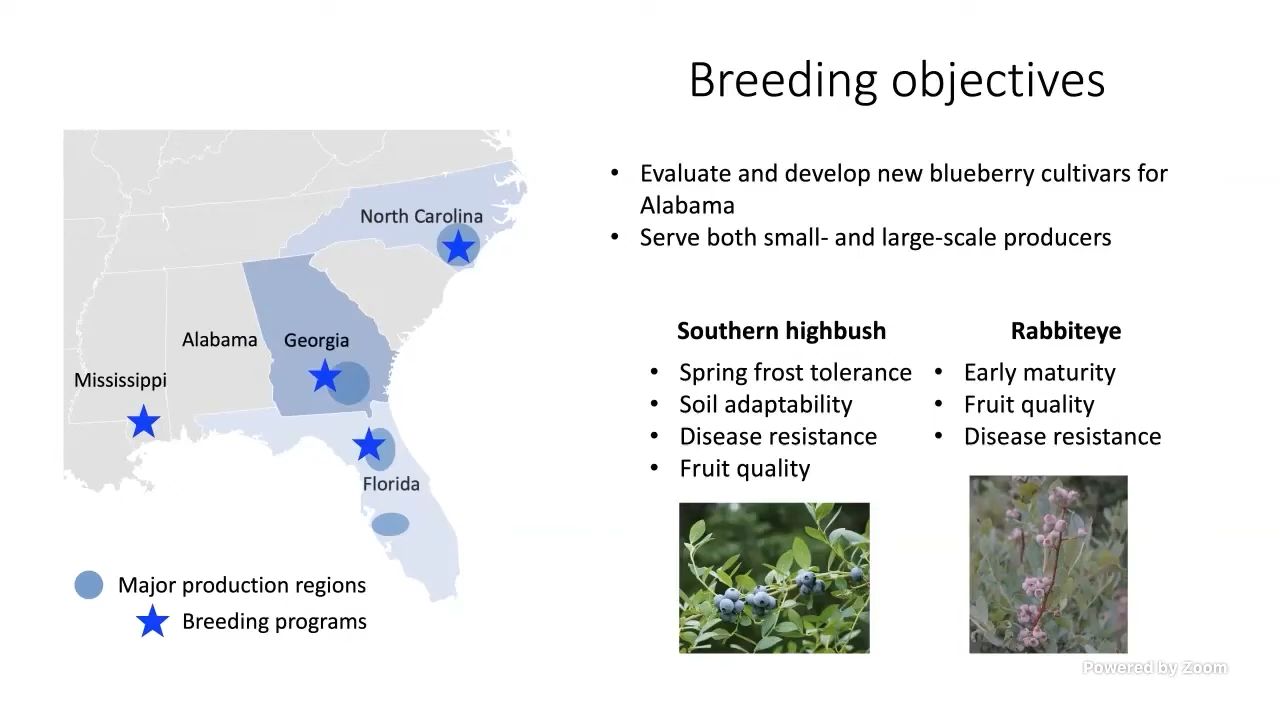 Breeding objectives
• Evaluate and develop new blueberry cultivars for
Alabama
• Serve both small- and large-scale producers
North Carolina
Alabama
Georgia
Mississippi
Florida
Major production regions
Breeding programs
Southern highbush
• Spring frost tolerance
• Soil adaptability
• Disease resistance
• Fruit quality
Rabbiteye
• Early maturity
• Fruit quality
• Disease resistance
Powered by Zoom